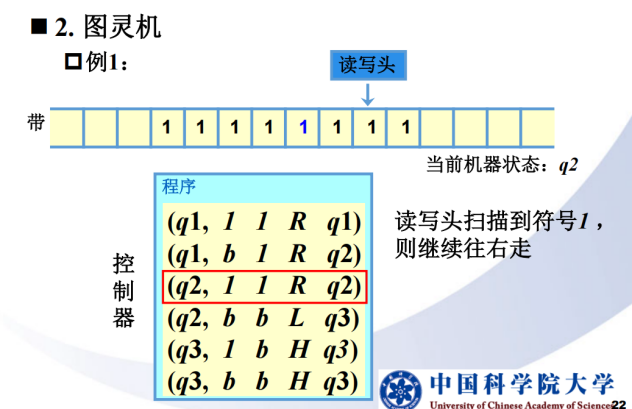 ■ 2. 图灵机
例1：
读写头
带 1 1 1 1 1 1 1 1
当前机器状态：q2
程序
(q1, 1 1 R q1)
(q1, b 1 R q2)
(q2, 1 1 R q2)
(q2, b b L q3)
(q3, 1 b H q3)
(q3, b b H q3)
控制器
读写头扫描到符号1，
则继续往右走
中国科学院大学
University of Chinese Academy of Sciences
22